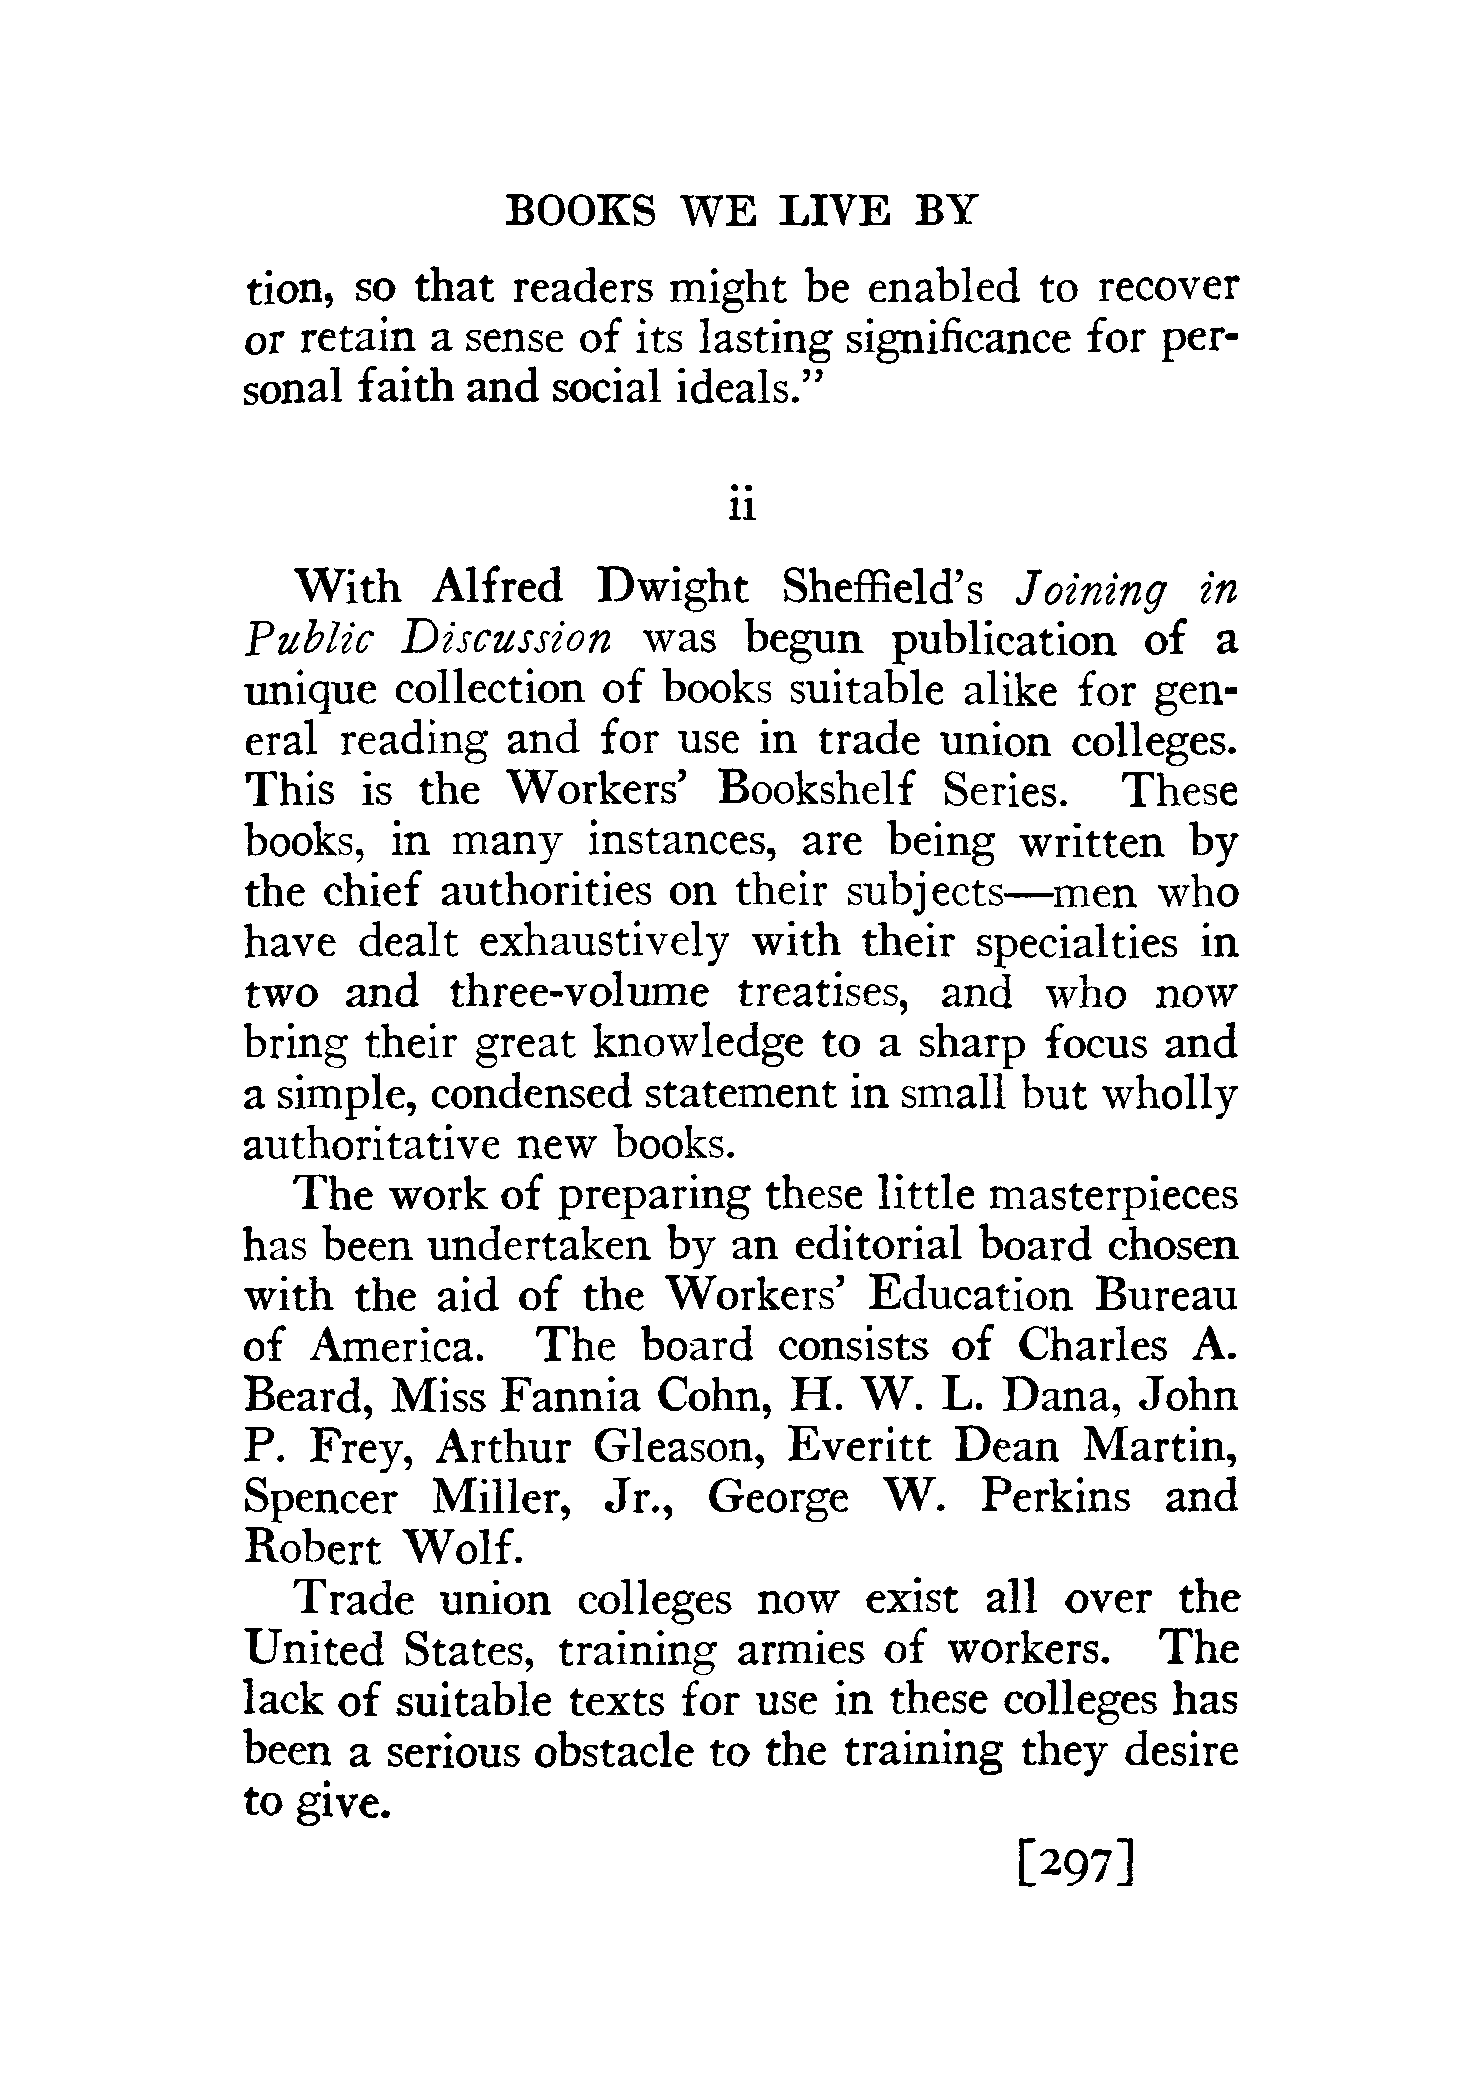 BOOKS WE LIVE BY
tion, so that readers might be enabled to recover
or retain a sense of its lasting significance for per-
sonal faith and social ideals.”
ii
With Alfred Dwight Sheffield’s Joining in
Public Discussion was begun publication of a
unique collection of books suitable alike for gen-
eral reading and for use in trade union colleges.
This is the Workers’ Bookshelf Series. These
books, in many instances, are being written by
the chief authorities on their subjects—men who
have dealt exhaustively with their specialties in
two and three-volume treatises, and who now
bring their great knowledge to a sharp focus and
a simple, condensed statement in small but wholly
authoritative new books.
The work of preparing these little masterpieces
has been undertaken by an editorial board chosen
with the aid of the Workers’ Education Bureau
of America. The board consists of Charles A.
Beard, Miss Fannia Cohn, H. W. L. Dana, John
P. Frey, Arthur Gleason, Everitt Dean Martin,
Spencer Miller, Jr., George W. Perkins and
Robert Wolf.
Trade union colleges now exist all over the
United States, training armies of workers. The
lack of suitable texts for use in these colleges has
been a serious obstacle to the training they desire
to give.
[297]